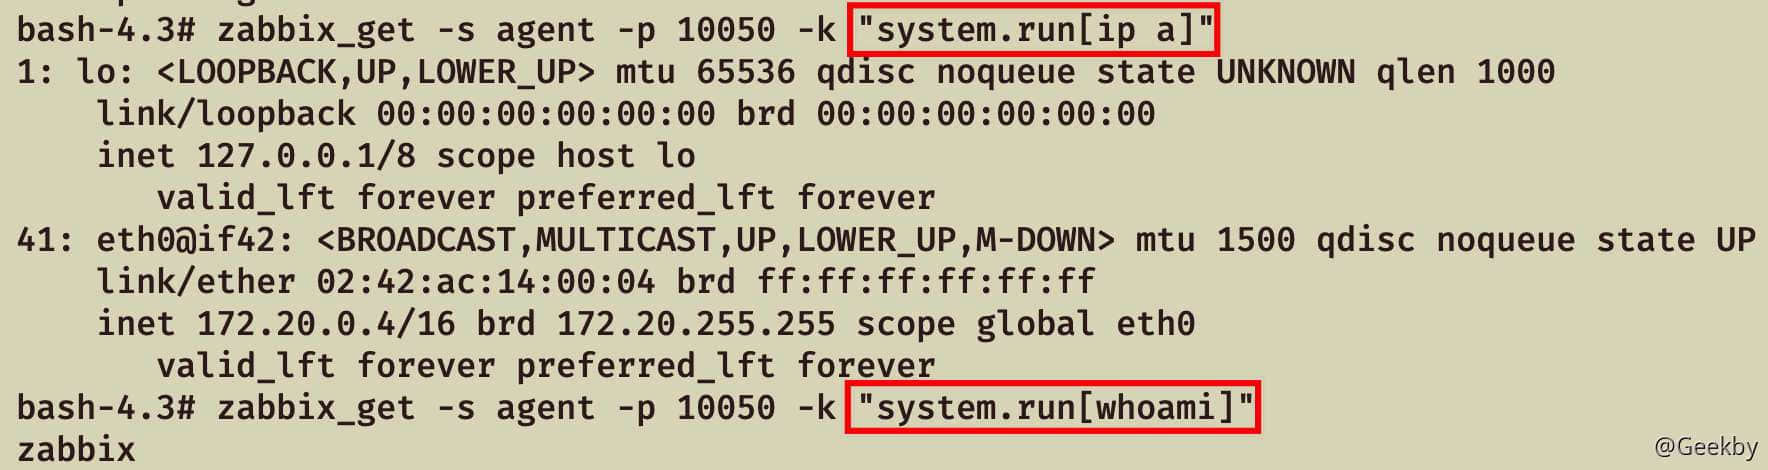 bash-4.3# zabbix_get -s agent -p 10050 -k "system.run[ip a]"
1: lo: <LOOPBACK,UP,LOWER_UP> mtu 65536 qdisc noqueue state UNKNOWN qlen 1000
    link/loopback 00:00:00:00:00:00 brd 00:00:00:00:00:00
    inet 127.0.0.1/8 scope host lo
       valid_lft forever preferred_lft forever
41: eth0@if42: <BROADCAST,MULTICAST,UP,LOWER_UP,M-DOWN> mtu 1500 qdisc noqueue state UP
    link/ether 02:42:ac:14:00:04 brd ff:ff:ff:ff:ff:ff
    inet 172.20.0.4/16 brd 172.20.255.255 scope global eth0
       valid_lft forever preferred_lft forever
bash-4.3# zabbix_get -s agent -p 10050 -k "system.run[whoami]"
zabbix
@Geekby